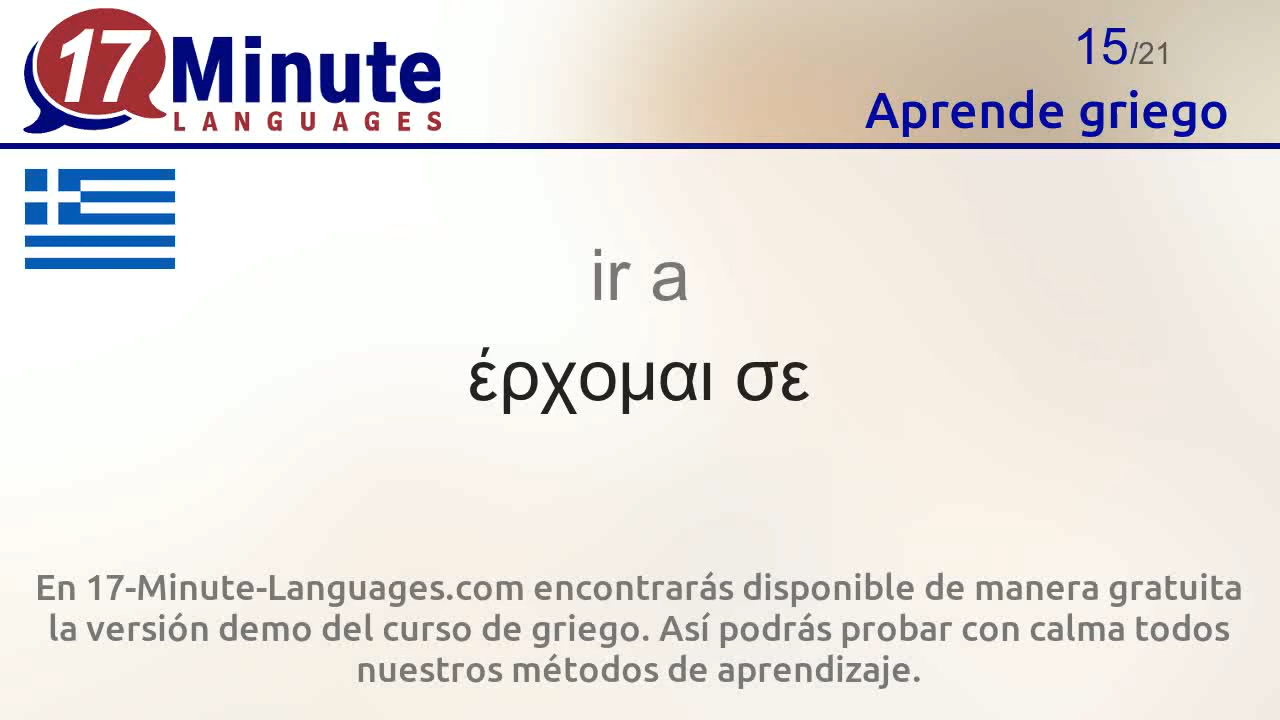 17 Minute
LANGUAGES
15/21
Aprende griego
ir a
έρχομαι σε
En 17-Minute-Languages.com encontrarás disponible de manera gratuita
la versión demo del curso de griego. Así podrás probar con calma todos
nuestros métodos de aprendizaje.